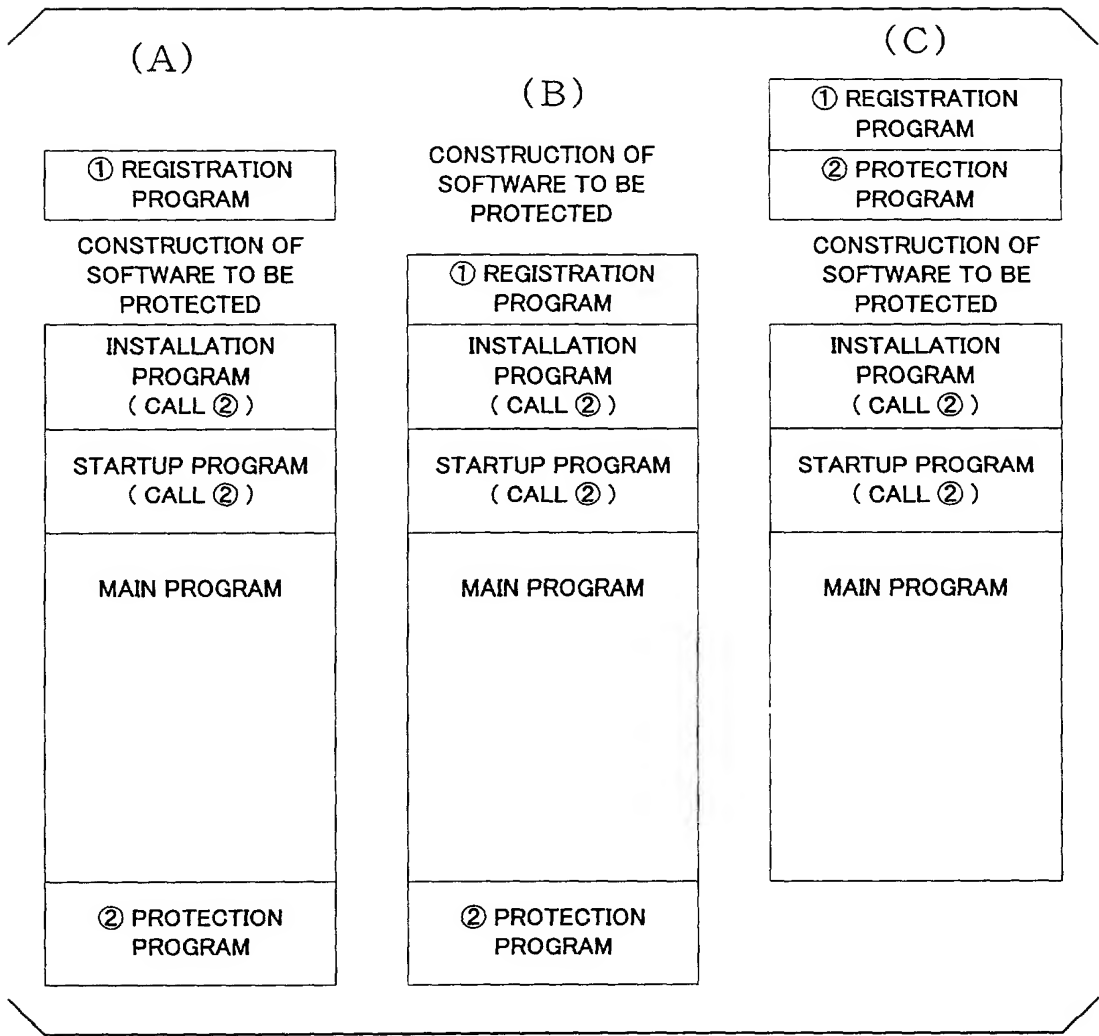 (A)
① REGISTRATION
PROGRAM
CONSTRUCTION OF
SOFTWARE TO BE
PROTECTED
INSTALLATION
PROGRAM
( CALL ② )
STARTUP PROGRAM
( CALL ② )
MAIN PROGRAM
② PROTECTION
PROGRAM
(B)
CONSTRUCTION OF
SOFTWARE TO BE
PROTECTED
① REGISTRATION
PROGRAM
INSTALLATION
PROGRAM
( CALL ② )
STARTUP PROGRAM
( CALL ② )
MAIN PROGRAM
② PROTECTION
PROGRAM
(C)
① REGISTRATION
PROGRAM
② PROTECTION
PROGRAM
CONSTRUCTION OF
SOFTWARE TO BE
PROTECTED
INSTALLATION
PROGRAM
( CALL ② )
STARTUP PROGRAM
( CALL ② )
MAIN PROGRAM